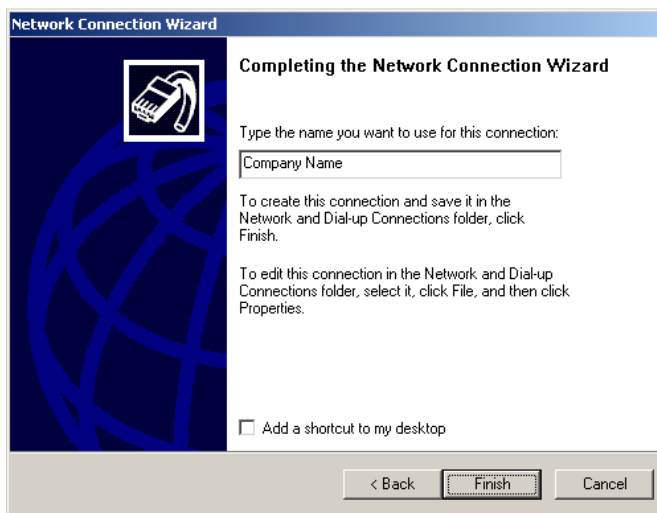 Network Connection Wizard
Completing the Network Connection Wizard
Type the name you want to use for this connection:
Company Name
To create this connection and save it in the
Network and Dial-up Connections folder, click
Finish.
To edit this connection in the Network and Dial-up
Connections folder, select it, click File, and then click
Properties.
Add a shortcut to my desktop
< Back
Finish
Cancel